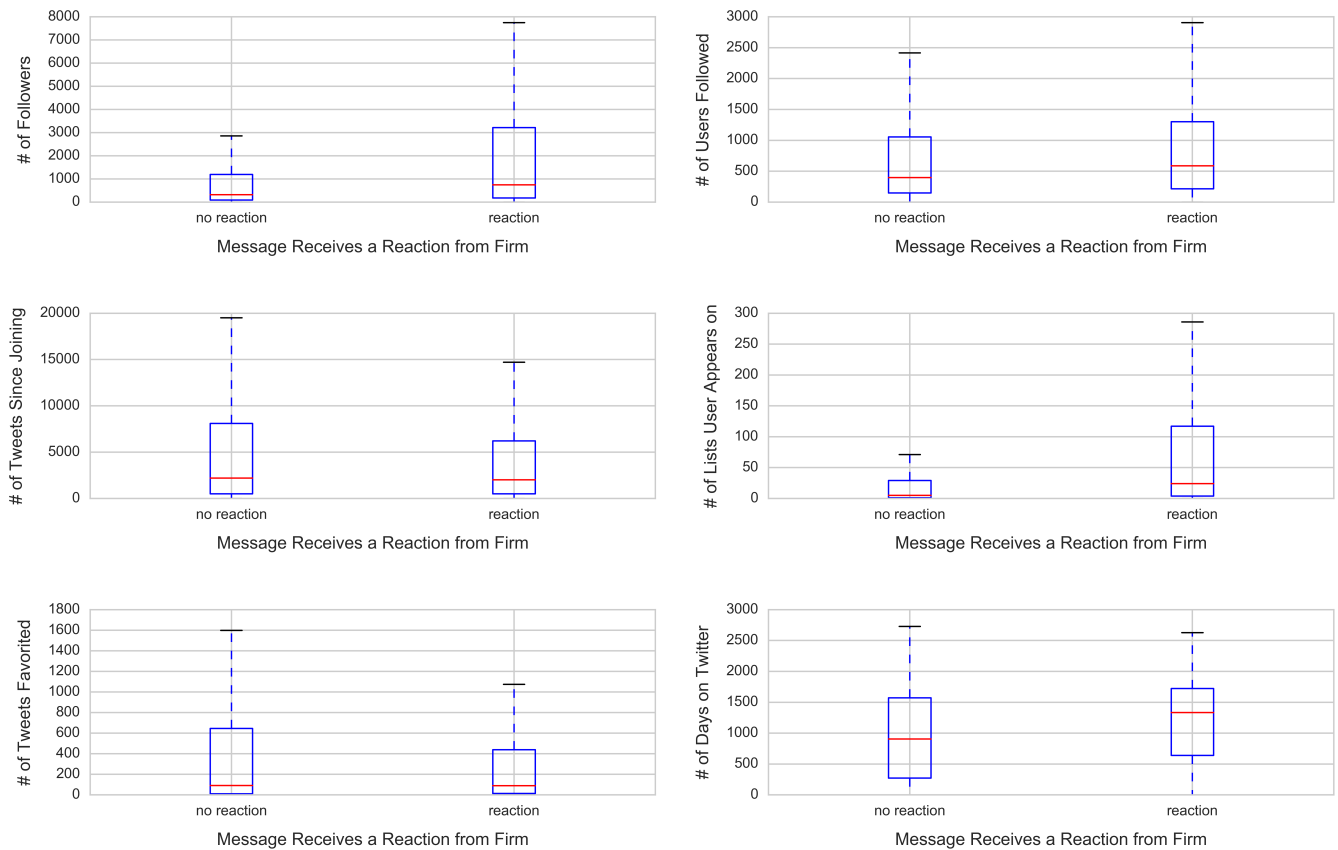 # of Followers
8000
7000
6000
5000
4000
3000
2000
1000
0
no reaction
reaction
Message Receives a Reaction from Firm
# of Users Followed
3000
2500
2000
1500
1000
500
0
no reaction
reaction
Message Receives a Reaction from Firm
# of Tweets Since Joining
20000
15000
10000
5000
0
no reaction
reaction
Message Receives a Reaction from Firm
# of Lists User Appears on
300
250
200
150
100
50
0
no reaction
reaction
Message Receives a Reaction from Firm
# of Tweets Favorited
1800
1600
1400
1200
1000
800
600
400
200
0
no reaction
reaction
Message Receives a Reaction from Firm
# of Days on Twitter
3000
2500
2000
1500
1000
500
0
no reaction
reaction
Message Receives a Reaction from Firm